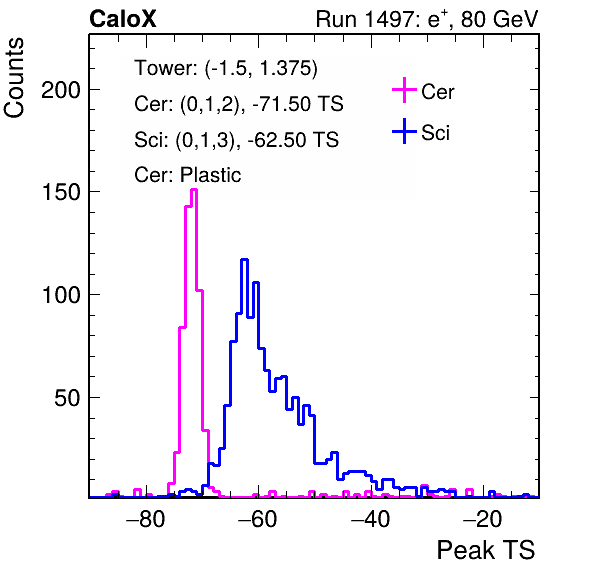 CaloX Run 1497: e⁺, 80 GeV
Counts
Tower: (-1.5, 1.375)
Cer: (0,1,2), -71.50 TS
Sci: (0,1,3), -62.50 TS
Cer: Plastic
Cer
Sci
200
150
100
50
−80 −60 −40 −20
Peak TS